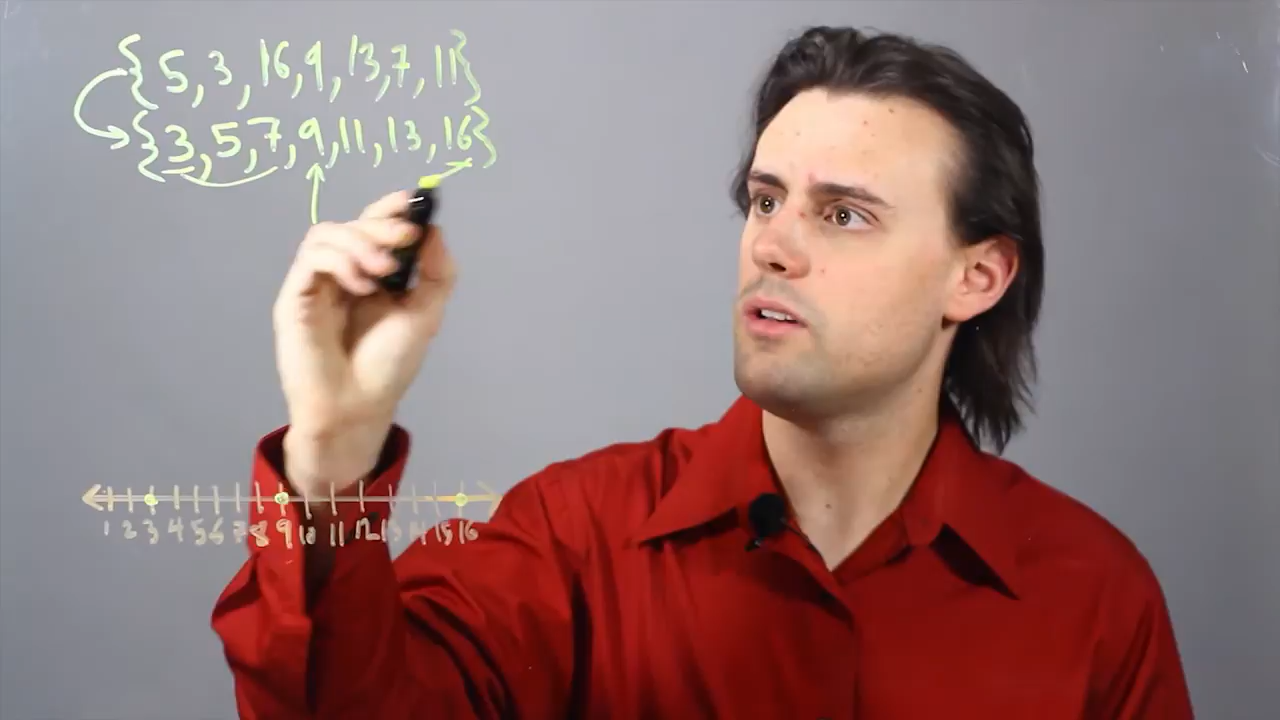 {5, 3, 16, 9, 13, 7, 11}
{3, 5, 7, 9, 11, 13, 16}
1 2 3 4 5 6 7 8 9 10 11 12 13 14 15 16